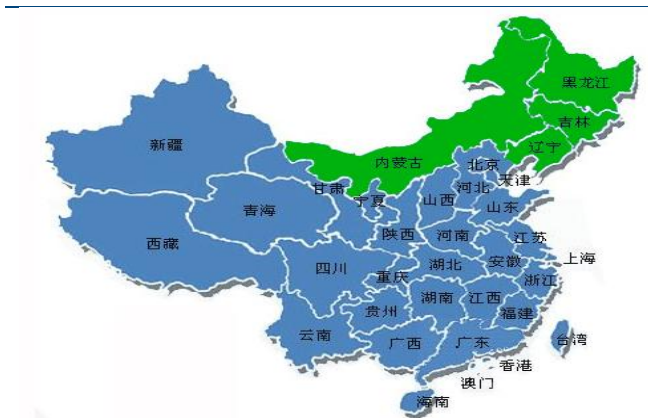 黑龙江
吉林
辽宁
内蒙古
新疆
北京
天津
甘肃
宁夏
河北
山西
山东
青海
陕西
河南
江苏
西藏
四川
重庆
湖北
安徽
上海
浙江
湖南
江西
贵州
福建
云南
广西
广东
台湾
香港
澳门
海南